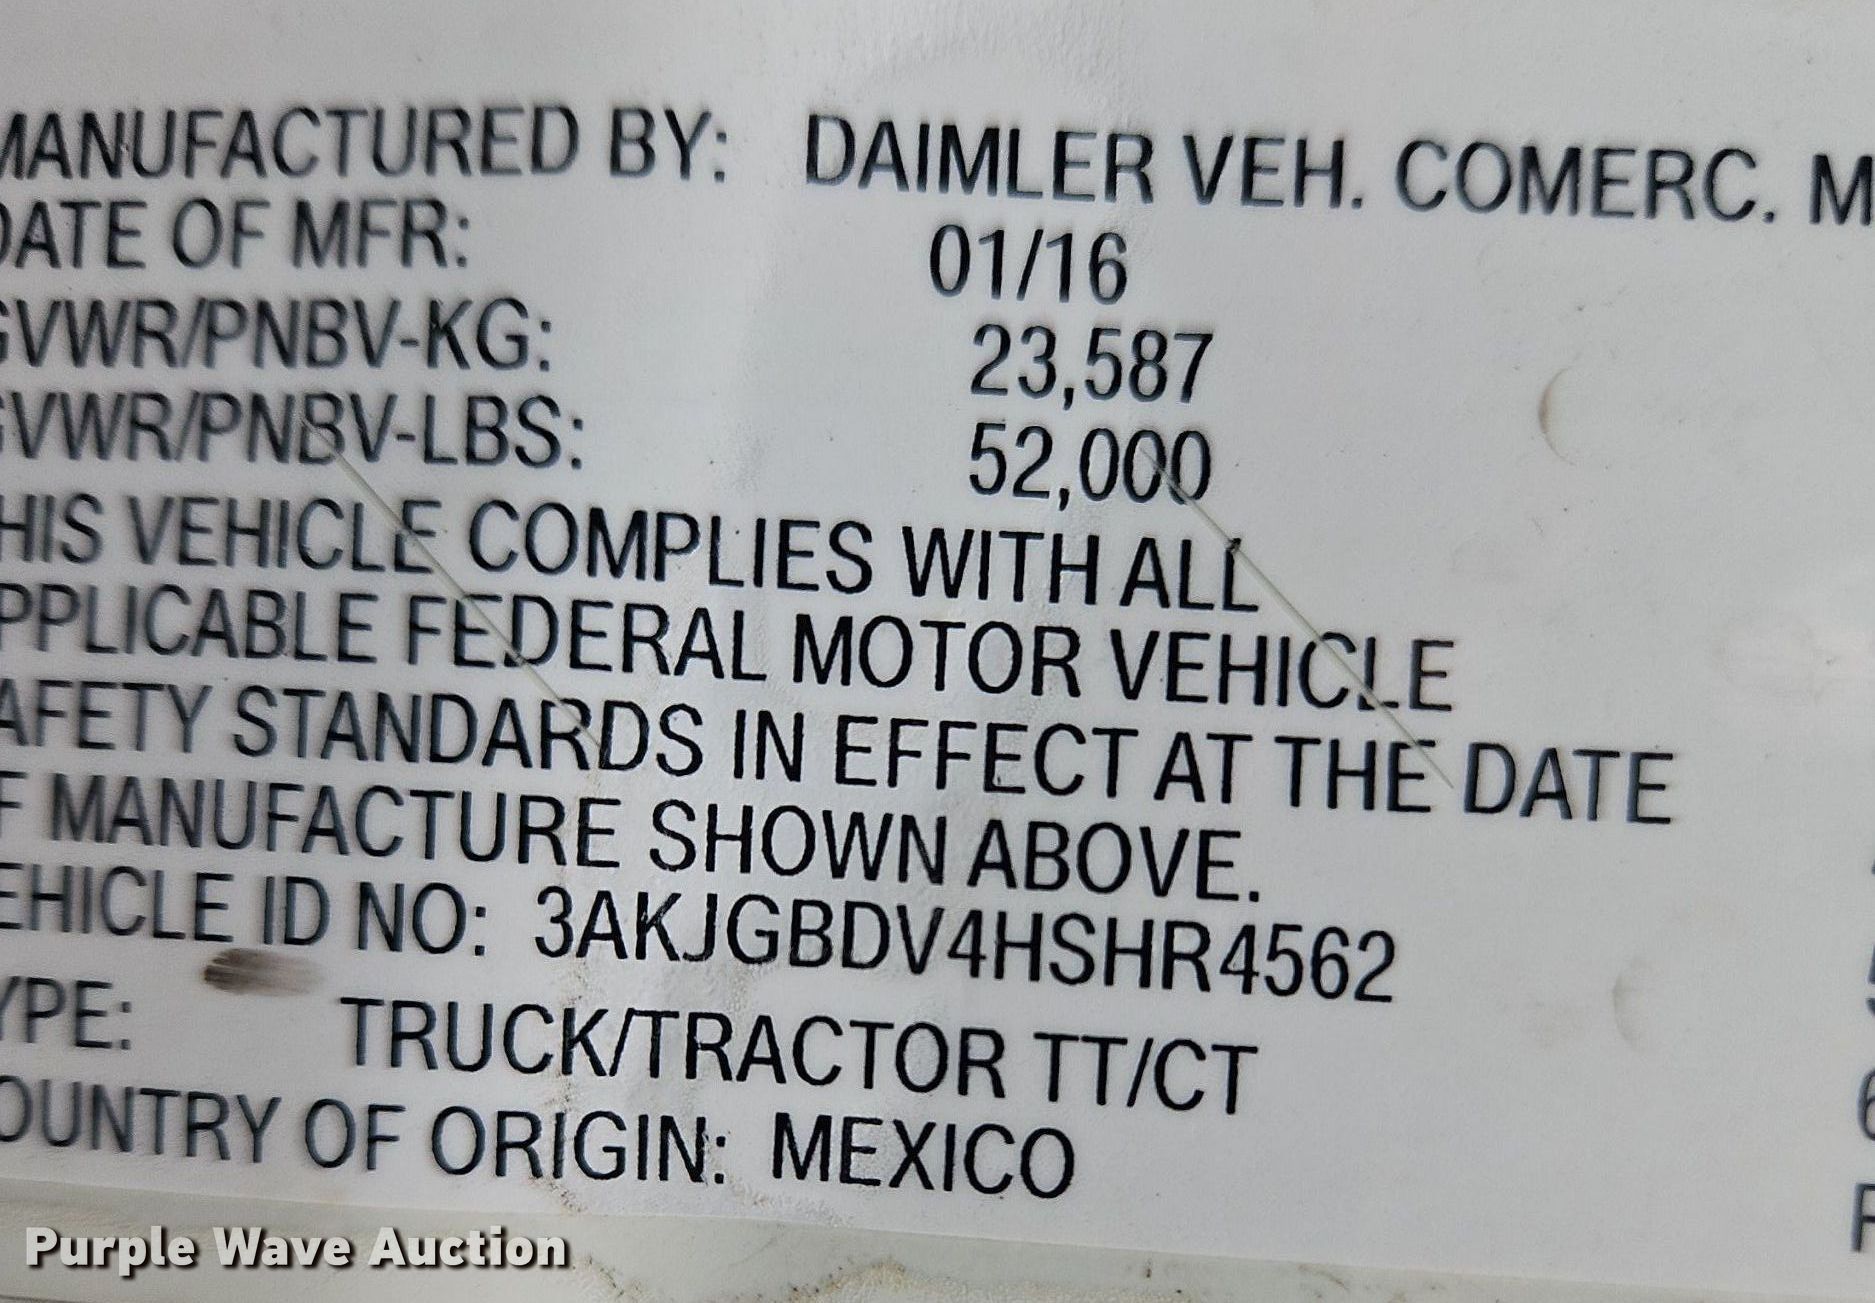 MANUFACTURED BY: DAIMLER VEH. COMERC. M
DATE OF MFR: 01/16
GVWR/PNBV-KG: 23,587
GVWR/PNBV-LBS: 52,000
HIS VEHICLE COMPLIES WITH ALL
PPLICABLE FEDERAL MOTOR VEHICLE
AFETY STANDARDS IN EFFECT AT THE DATE
F MANUFACTURE SHOWN ABOVE.
EHICLE ID NO: 3AKJGBDV4HSHR4562
YPE: TRUCK/TRACTOR TT/CT
OUNTRY OF ORIGIN: MEXICO
Purple Wave Auction